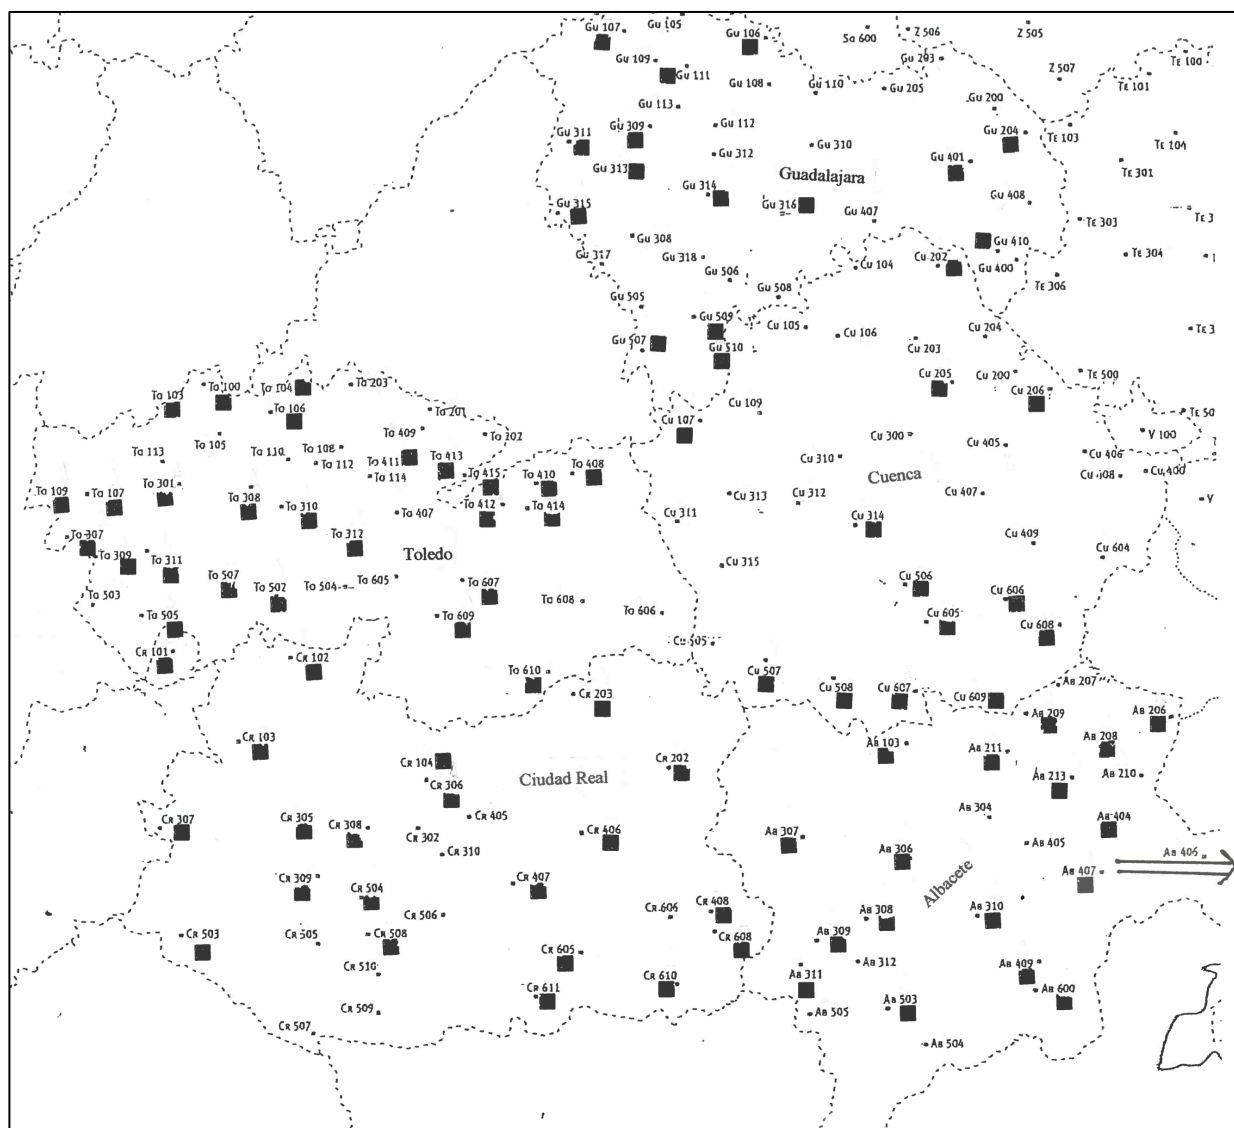 Gu 107
Gu 105
Gu 106
Sa 600
Z 506
Z 505
Gu 109
Gu 111
Gu 108
Gu 110
Gu 203
Gu 205
Z 507
TE 100
TE 101
Gu 113
Gu 112
Gu 200
Gu 309
Gu 311
Gu 310
Gu 204
TE 103
TE 104
Gu 313
Gu 312
Guadalajara
Gu 401
TE 301
Gu 314
Gu 316
Gu 408
Gu 315
Gu 407
TE 303
TE 3
Gu 308
Gu 317
Gu 318
Gu 410
Gu 506
Cu 104
Cu 202
Gu 400
TE 304
TE 306
Gu 505
Gu 508
Gu 509
Cu 105
Cu 106
Cu 204
TE 3
Gu 507
Gu 510
Cu 203
Cu 205
Cu 200
Cu 206
TE 500
To 103
To 100
To 104
To 203
To 106
To 201
Cu 109
TE 50
To 105
To 409
To 202
Cu 107
Cu 300
Cu 405
V 100
To 113
To 110
To 108
To 112
To 411
To 413
To 114
To 415
To 410
To 408
Cu 310
Cuenca
Cu 406
Cu 408
Cu 400
To 109
To 107
To 301
To 308
To 310
To 407
To 412
To 414
Cu 313
Cu 312
Cu 407
V
Cu 311
Cu 314
To 307
To 309
To 311
To 312
Toledo
Cu 409
Cu 604
Cu 315
To 507
To 502
To 504
To 605
To 607
To 608
To 606
Cu 506
Cu 606
To 503
To 505
To 609
Cu 605
Cu 608
CR 101
CR 102
To 610
Cu 505
Cu 507
CR 203
Cu 508
Cu 607
Cu 609
AB 207
AB 209
AB 206
CR 103
CR 104
CR 202
AB 103
AB 211
AB 208
Ciudad Real
CR 306
AB 213
AB 210
CR 307
CR 305
CR 308
CR 302
CR 405
CR 310
CR 406
AB 307
AB 304
AB 306
AB 405
AB 404
AB 406
AB 407
CR 309
CR 504
CR 407
Albacete
CR 506
CR 606
CR 408
AB 308
AB 310
CR 503
CR 505
CR 508
CR 605
CR 608
AB 309
AB 312
AB 409
CR 510
CR 610
AB 311
CR 611
AB 600
CR 509
AB 505
AB 503
CR 507
AB 504